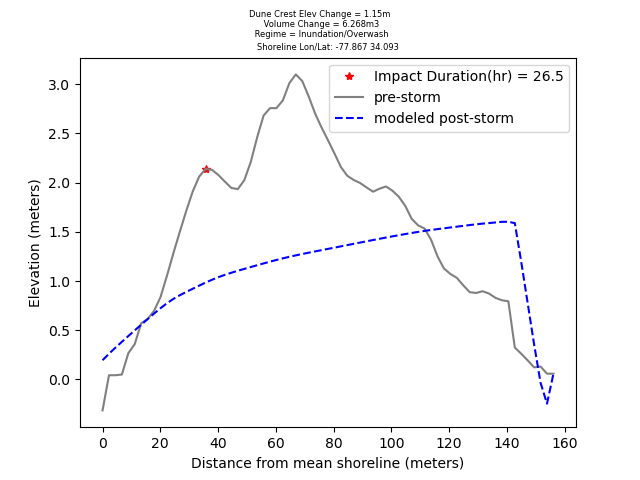 Dune Crest Elev Change = 1.15m
Volume Change = 6.268m3
Regime = Inundation/Overwash
Shoreline Lon/Lat: -77.867 34.093
Impact Duration(hr) = 26.5
pre-storm
modeled post-storm
3.0
2.5
2.0
1.5
1.0
0.5
0.0
Elevation (meters)
0 20 40 60 80 100 120 140 160
Distance from mean shoreline (meters)